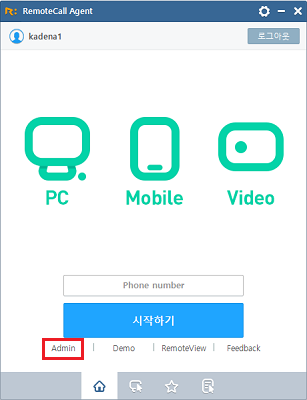 RemoteCall Agent
kadena1 로그아웃
PC Mobile Video
Phone number
시작하기
Admin | Demo | RemoteView | Feedback